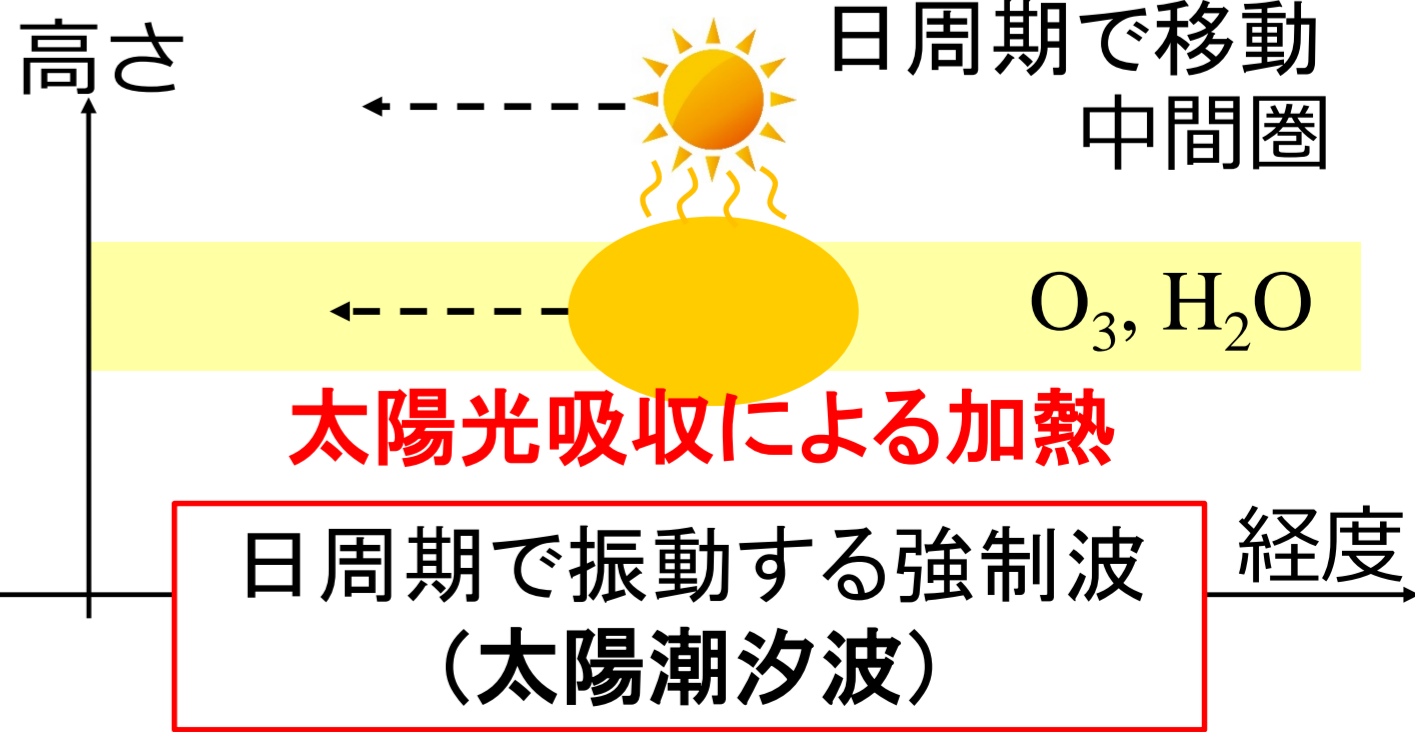 高さ
日周期で移動
中間圏
O₃, H₂O
太陽光吸収による加熱
経度
日周期で振動する強制波
（太陽潮汐波）